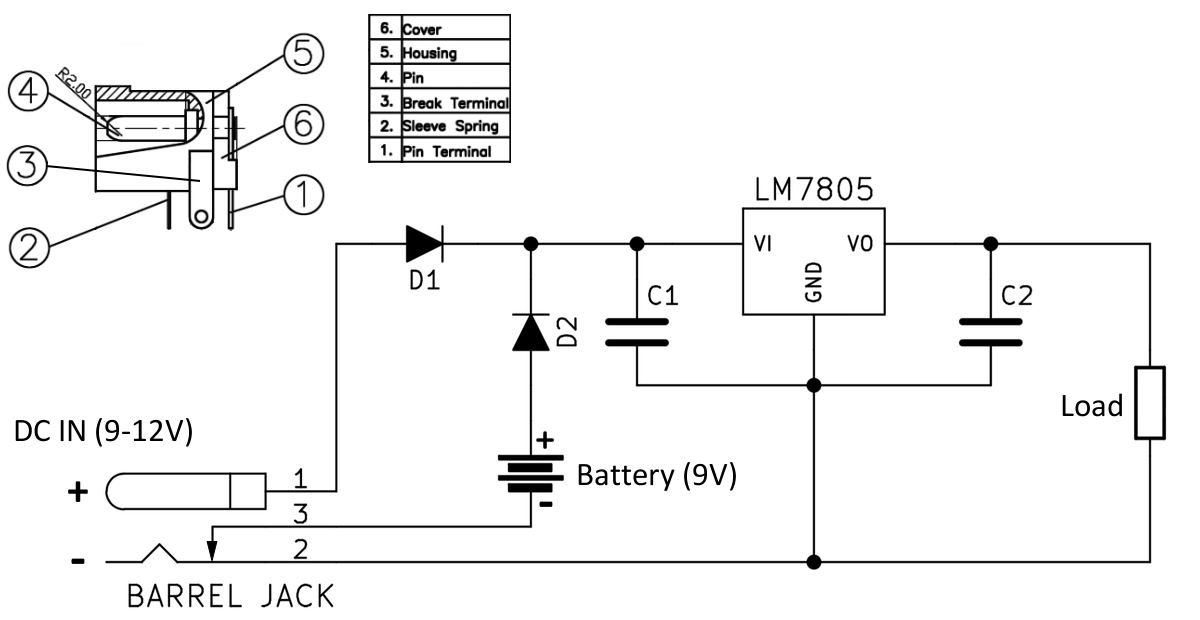 5
R2.00
4
6
3
1
2
6. Cover
5. Housing
4. Pin
3. Break Terminal
2. Sleeve Spring
1. Pin Terminal
LM7805
VI
VO
GND
D1
D2
C1
C2
Load
DC IN (9-12V)
+
-
1
3
2
+
Battery (9V)
-
BARREL JACK